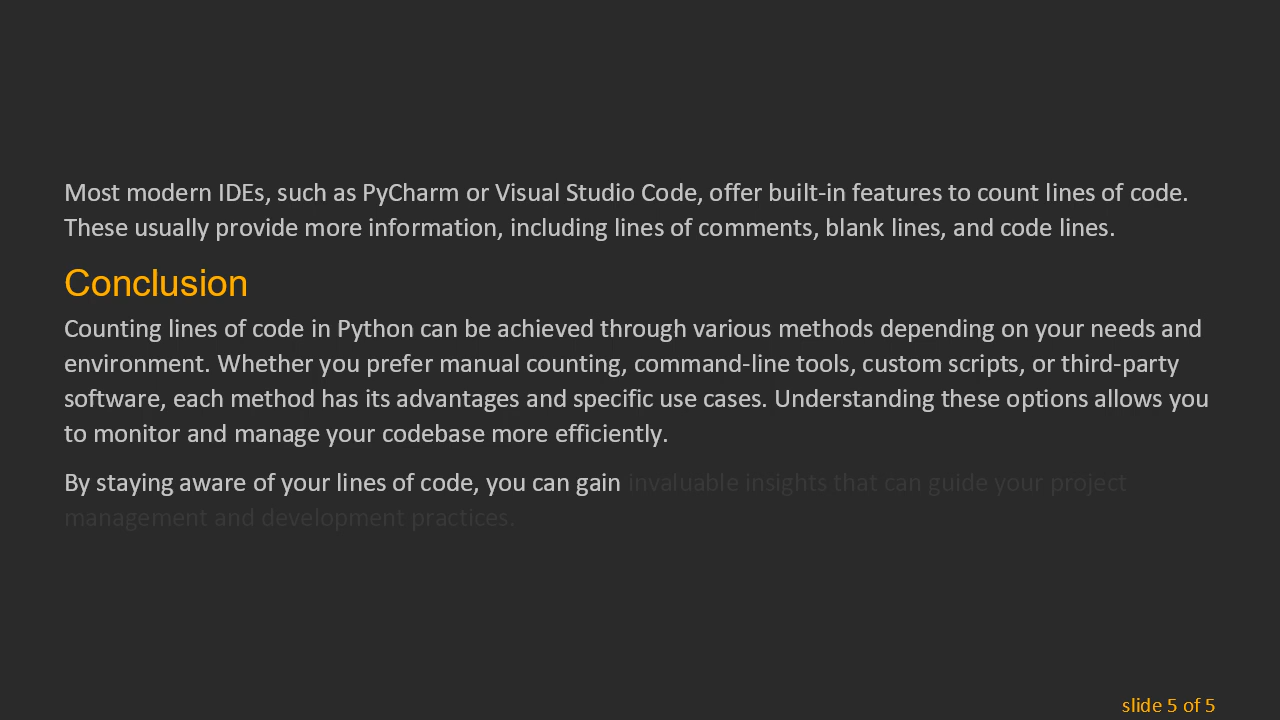 Most modern IDEs, such as PyCharm or Visual Studio Code, offer built-in features to count lines of code.
These usually provide more information, including lines of comments, blank lines, and code lines.
Conclusion
Counting lines of code in Python can be achieved through various methods depending on your needs and
environment. Whether you prefer manual counting, command-line tools, custom scripts, or third-party
software, each method has its advantages and specific use cases. Understanding these options allows you
to monitor and manage your codebase more efficiently.
By staying aware of your lines of code, you can gain invaluable insights that can guide your project
management and development practices.
slide 5 of 5